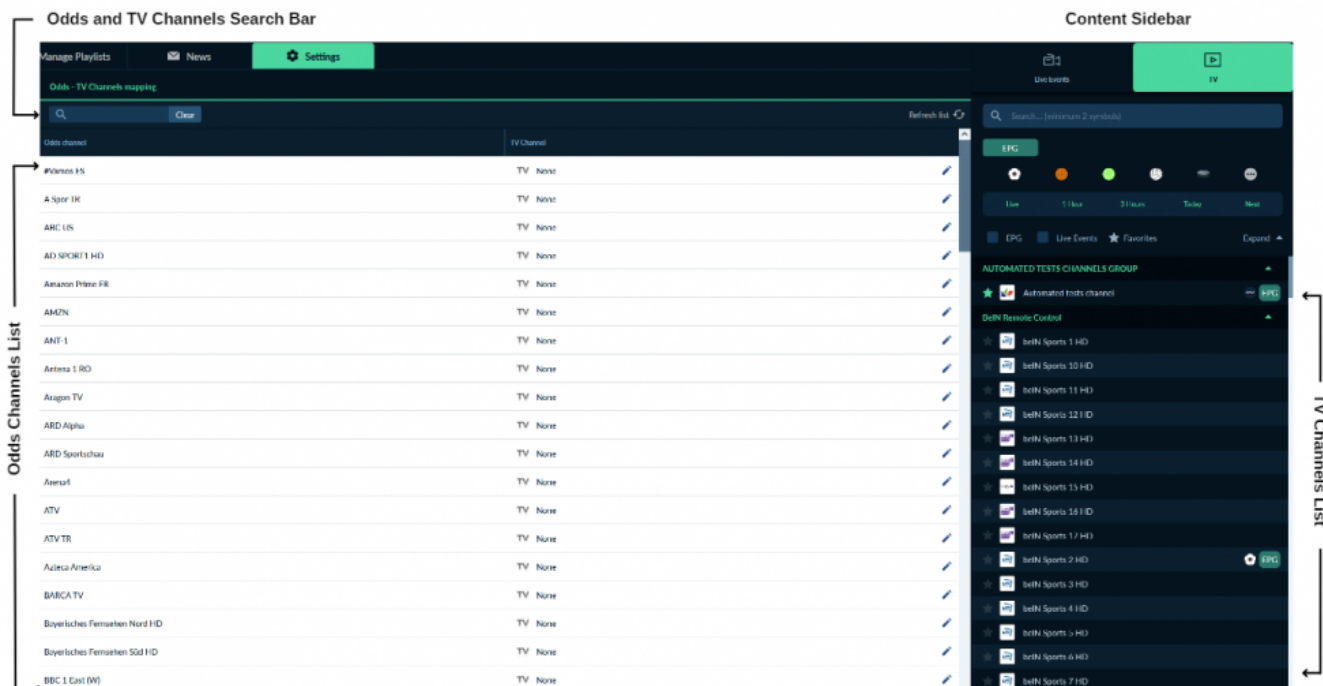 Odds and TV Channels Search Bar
Content Sidebar
Manage Playlists
News
Settings
Live Events
TV
Odds - TV Channels mapping
Clear
Refresh list
Search... (minimum 2 symbols)
Odds channel
TV Channel
EPG
Live
1 Hour
3 Hours
Today
Next
EPG
Live Events
Favorites
Expand
Odds Channels List
#Vamos ES
TV None
A Spor TR
TV None
ABC US
TV None
AD SPORT1 HD
TV None
Amazon Prime FR
TV None
AMZN
TV None
ANT-1
TV None
Antena 1 RO
TV None
Aragon TV
TV None
ARD Alpha
TV None
ARD Sportschau
TV None
Arena4
TV None
ATV
TV None
ATV TR
TV None
Azteca America
TV None
BARCA TV
TV None
Bayerisches Fernsehen Nord HD
TV None
Bayerisches Fernsehen Süd HD
TV None
BBC 1 East (W)
TV None
AUTOMATED TESTS CHANNELS GROUP
Automated tests channel
EPG
BeIN Remote Control
beIN Sports 1 HD
beIN Sports 10 HD
beIN Sports 11 HD
beIN Sports 12 HD
beIN Sports 13 HD
beIN Sports 14 HD
beIN Sports 15 HD
beIN Sports 16 HD
beIN Sports 17 HD
beIN Sports 2 HD
EPG
beIN Sports 3 HD
beIN Sports 4 HD
beIN Sports 5 HD
beIN Sports 6 HD
beIN Sports 7 HD
TV Channels List